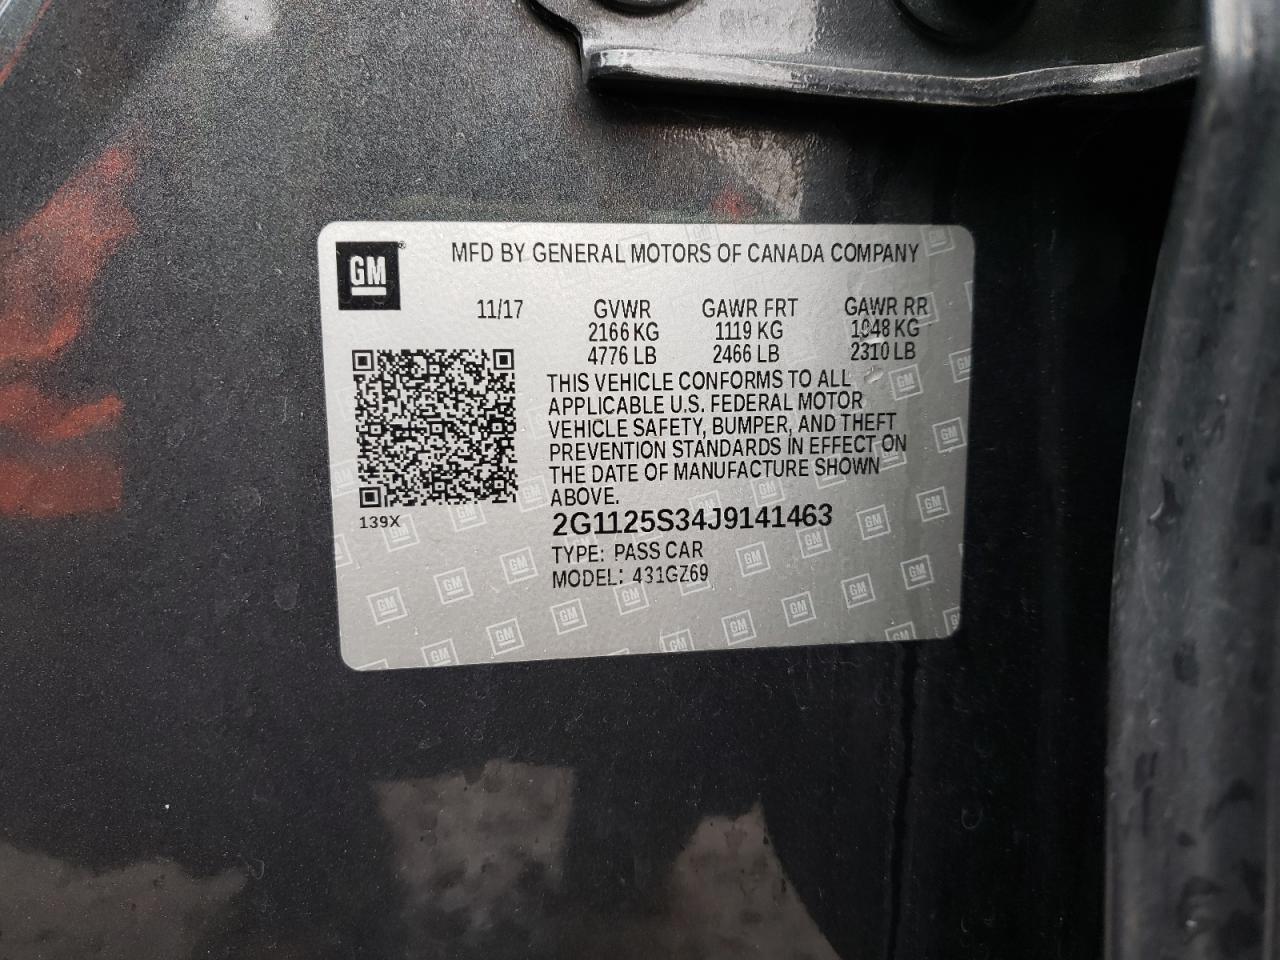 GM ®
MFD BY GENERAL MOTORS OF CANADA COMPANY
11/17 GVWR GAWR FRT GAWR RR
2166 KG 1119 KG 1048 KG
4776 LB 2466 LB 2310 LB
THIS VEHICLE CONFORMS TO ALL
APPLICABLE U.S. FEDERAL MOTOR
VEHICLE SAFETY, BUMPER, AND THEFT
PREVENTION STANDARDS IN EFFECT ON
THE DATE OF MANUFACTURE SHOWN
ABOVE.
139X
2G1125S34J9141463
TYPE: PASS CAR
MODEL: 431GZ69